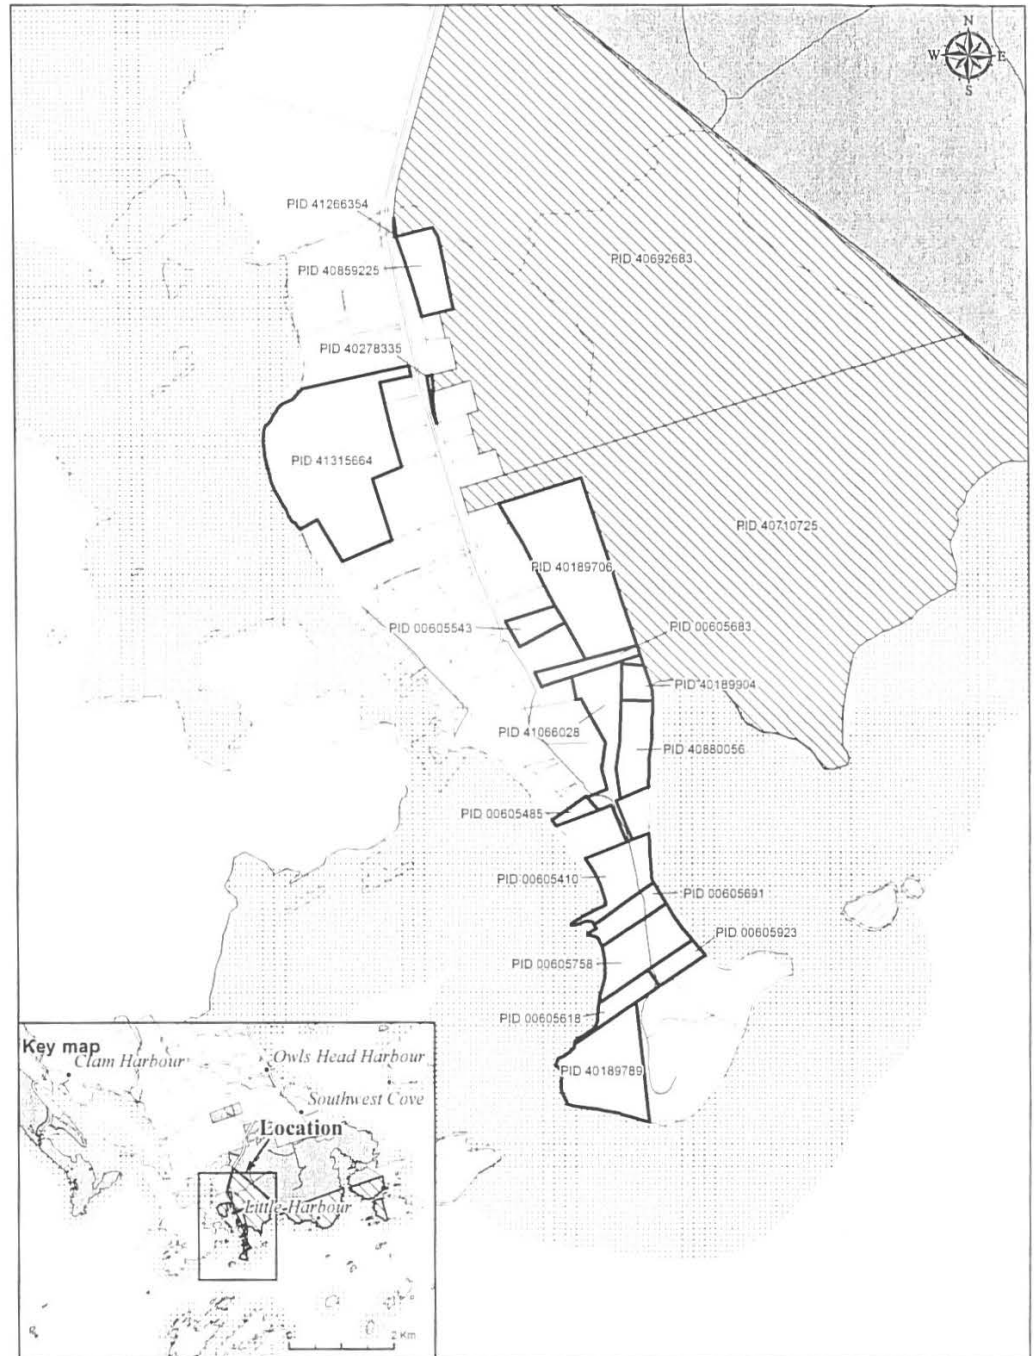 N
W E
S
PID 41266354
PID 40692683
PID 40859225
PID 40278335
PID 41315664
PID 40710725
PID 40189706
PID 00605543
PID 00605683
PID 40189904
PID 41066028
PID 40880056
PID 00605485
PID 00605410
PID 00605691
PID 00605923
PID 00605758
PID 00605618
PID 40189789
Key map
Clam Harbour
Owls Head Harbour
Southwest Cove
Location
Little Harbour
2 Km